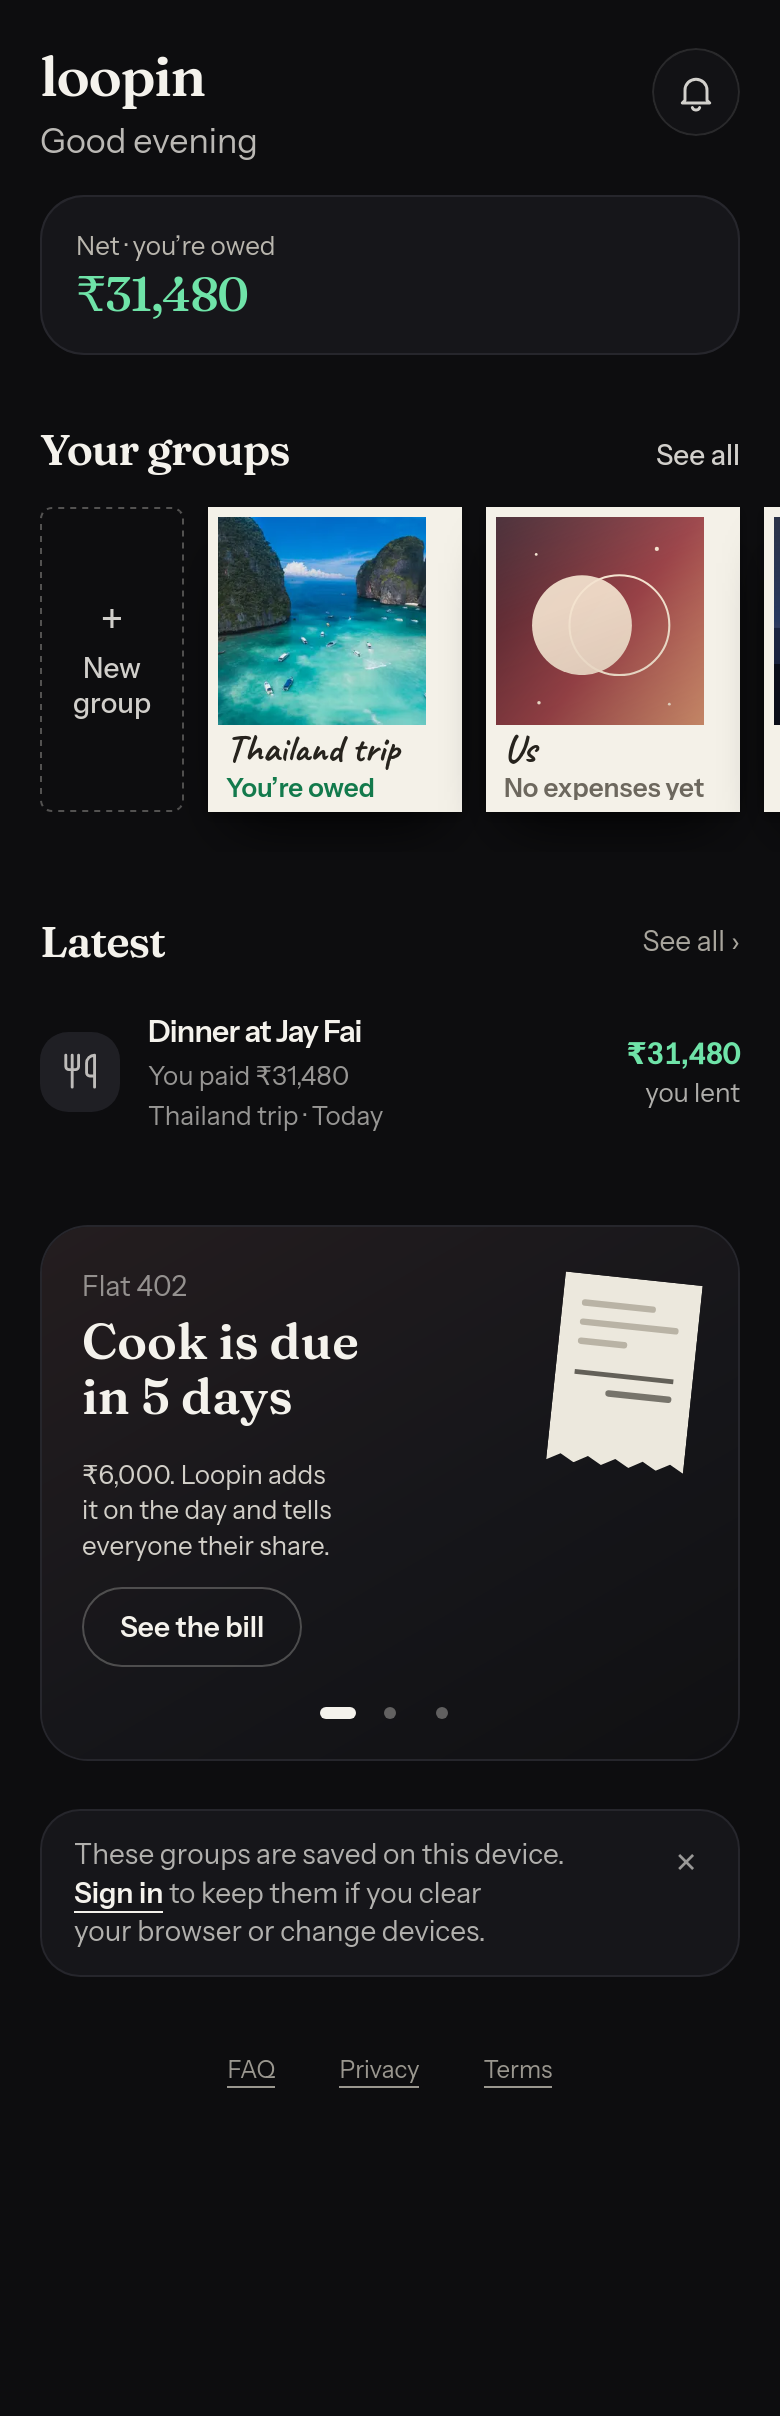 loopin
Good evening
Net · you’re owed
₹31,480
Your groups
See all
+
New
group
Thailand trip
You’re owed
Us
No expenses yet
Latest
See all ›
Dinner at Jay Fai
You paid ₹31,480
Thailand trip · Today
₹31,480
you lent
Flat 402
Cook is due
in 5 days
₹6,000. Loopin adds
it on the day and tells
everyone their share.
See the bill
These groups are saved on this device.
Sign in to keep them if you clear
your browser or change devices.
×
FAQ
Privacy
Terms